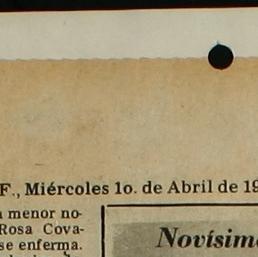 F., Miércoles 1o. de Abril de 19
menor no-
Rosa Cova-
se enferma.
Novísim